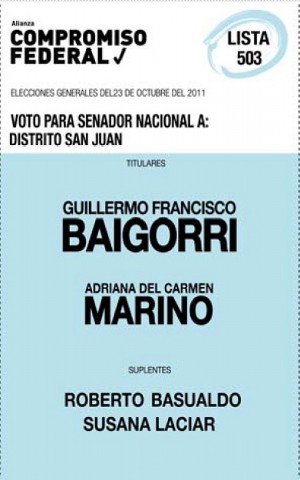 Alianza
COMPROMISO
FEDERAL✓
LISTA
503
ELECCIONES GENERALES DEL23 DE OCTUBRE DEL 2011
VOTO PARA SENADOR NACIONAL A:
DISTRITO SAN JUAN
TITULARES
GUILLERMO FRANCISCO
BAIGORRI
ADRIANA DEL CARMEN
MARINO
SUPLENTES
ROBERTO BASUALDO
SUSANA LACIAR